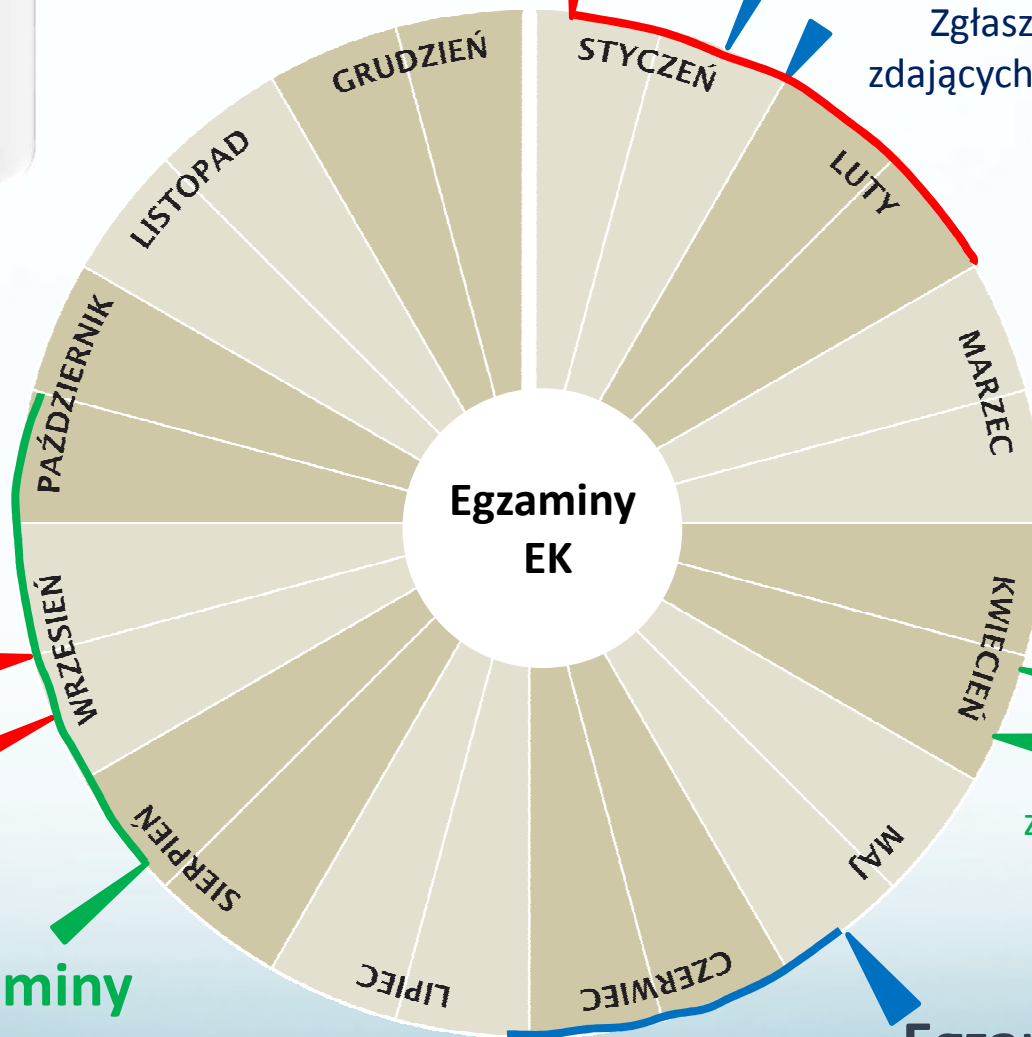 Zgłasz
zdających
STYCZEŃ
LUTY
MARZEC
KWIECIEŃ
MAJ
CZERWIEC
LIPIEC
SIERPIEŃ
WRZESIEŃ
PAŹDZIERNIK
LISTOPAD
GRUDZIEŃ
Egzaminy
EK
z
miny